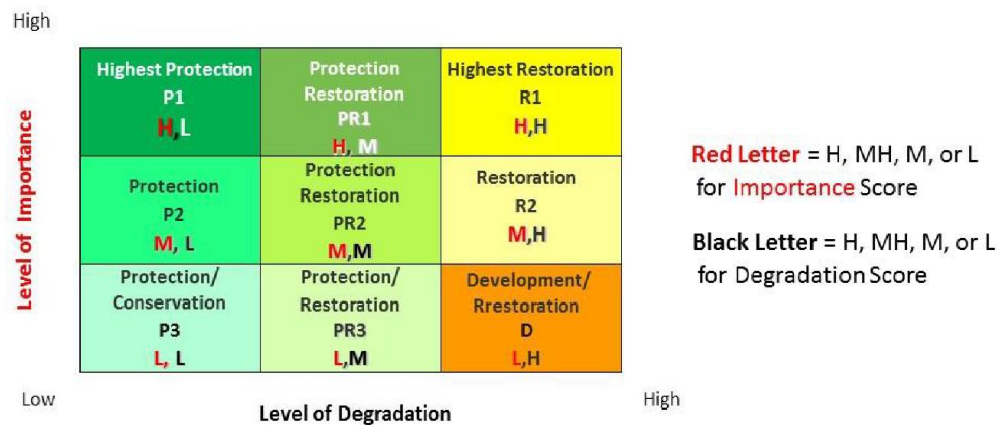 High
Level of Importance
Highest Protection
P1
H,L
Protection
Restoration
PR1
H, M
Highest Restoration
R1
H,H
Protection
P2
M, L
Protection
Restoration
PR2
M,M
Restoration
R2
M,H
Protection/
Conservation
P3
L, L
Protection/
Restoration
PR3
L,M
Development/
Rrestoration
D
L,H
Low
Level of Degradation
High
Red Letter = H, MH, M, or L
for Importance Score
Black Letter = H, MH, M, or L
for Degradation Score